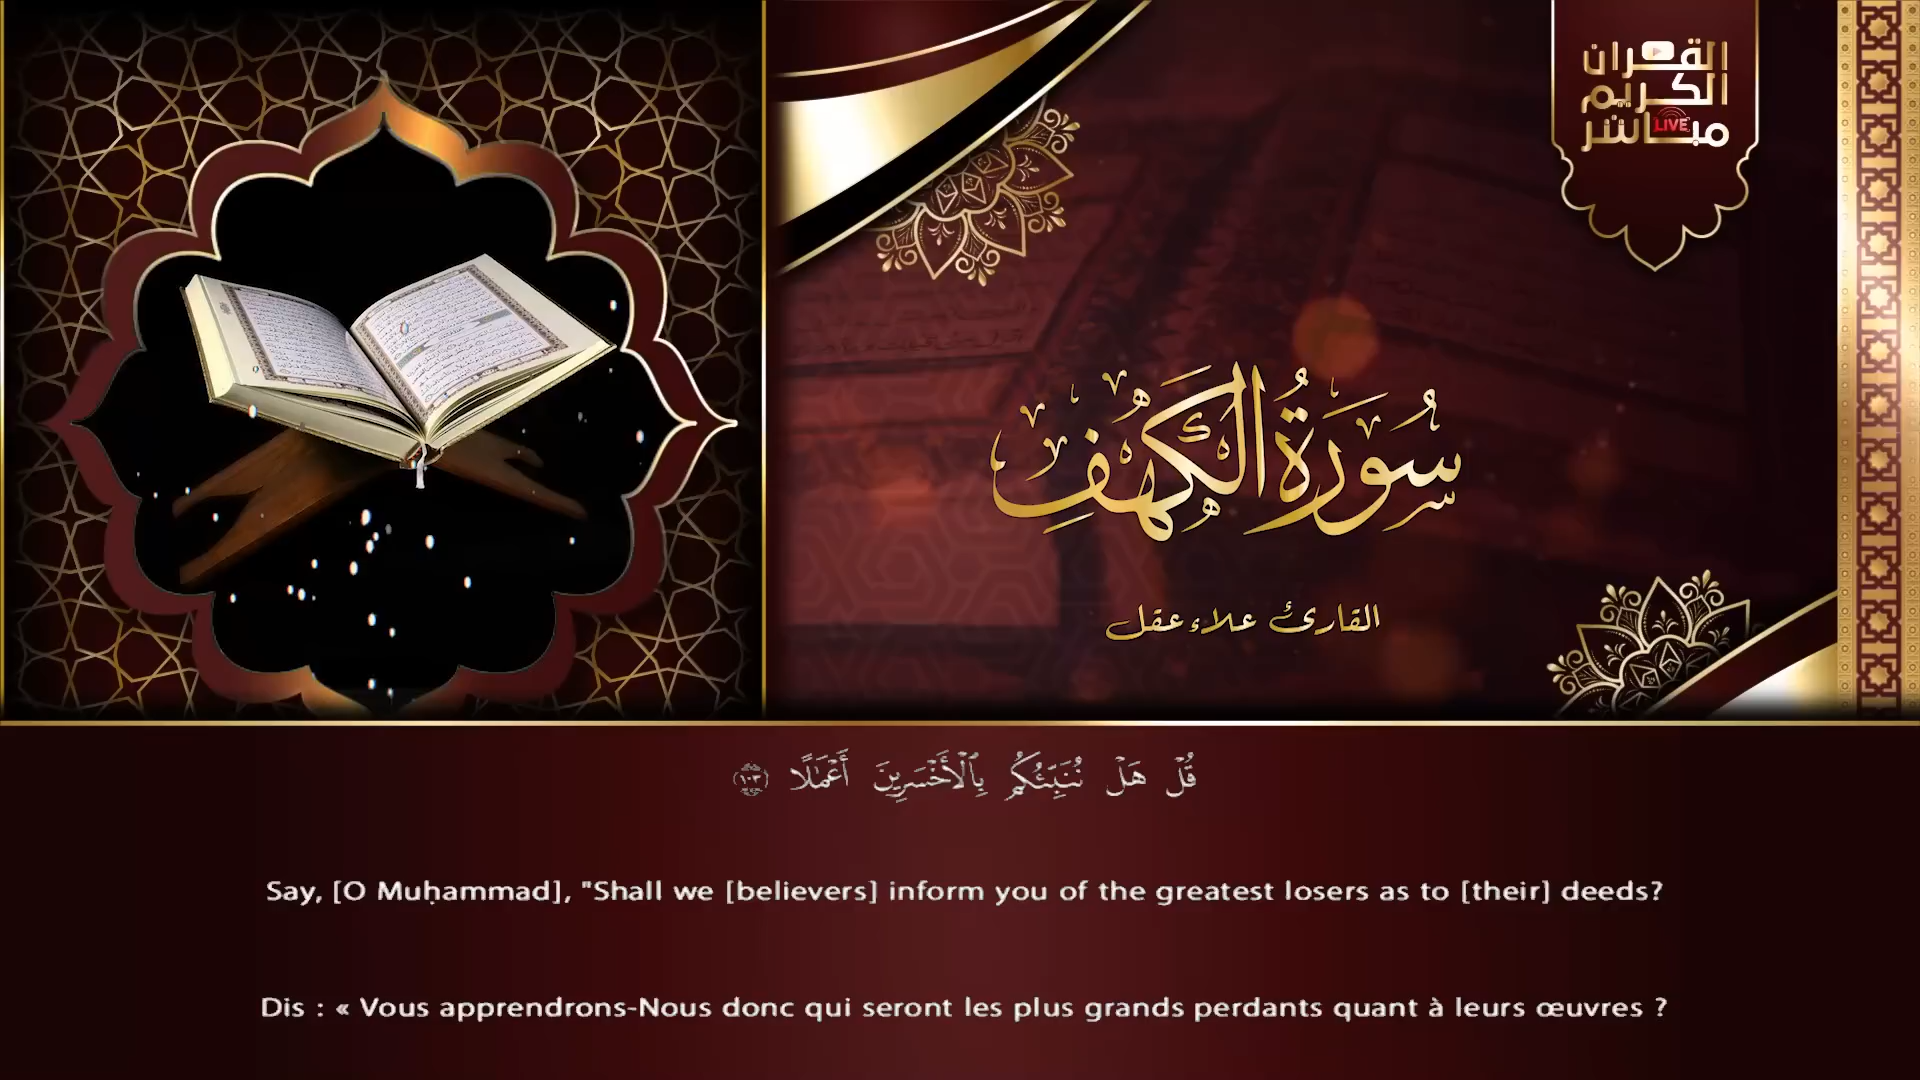 القرآن
الكريم
مباشر
LIVE
سُورَةُ الكَهْفِ
القارئ علاء عقل
قُلْ هَلْ نُنَبِّئُكُم بِٱلْأَخْسَرِينَ أَعْمَٰلًا ١٠٣
Say, [O Muḥammad], "Shall we [believers] inform you of the greatest losers as to [their] deeds?
Dis : « Vous apprendrons-Nous donc qui seront les plus grands perdants quant à leurs œuvres ?